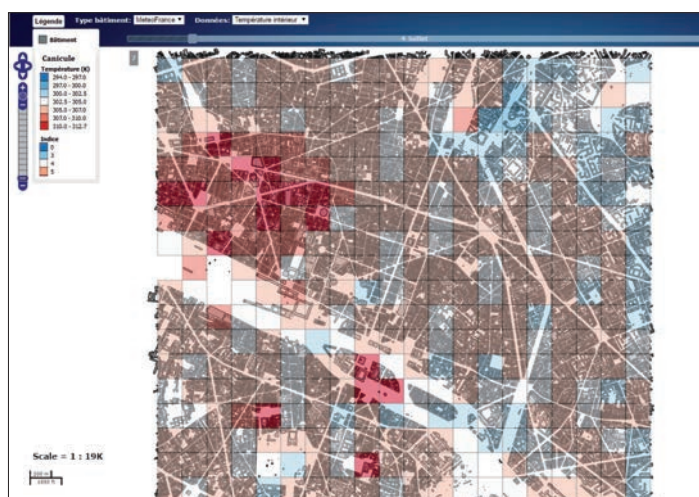 Légende Type bâtiment: MeteoFrance Données: Température intérieur
Bâtiment
Canicule
Température (K)
294.0 - 297.0
297.0 - 300.0
300.0 - 302.5
302.5 - 305.0
305.0 - 307.0
307.0 - 310.0
310.0 - 312.7
Indice
0
3
4
5
Scale = 1 : 19K